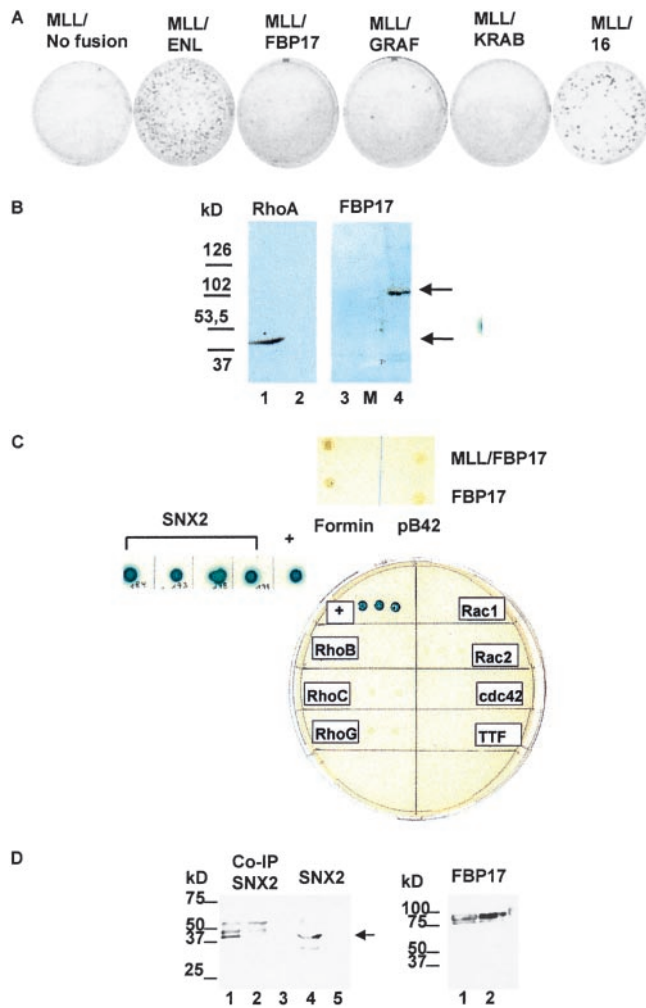 A
MLL/ No fusion
MLL/ ENL
MLL/ FBP17
MLL/ GRAF
MLL/ KRAB
MLL/ 16
B
kD RhoA FBP17
126
102
53,5
37
1 2 3 M 4
C
MLL/FBP17
FBP17
Formin pB42
SNX2 +
+ Rac1
RhoB Rac2
RhoC cdc42
RhoG TTF
D
kD Co-IP SNX2 SNX2
75
50
37
25
1 2 3 4 5
kD FBP17
100
75
50
37
1 2